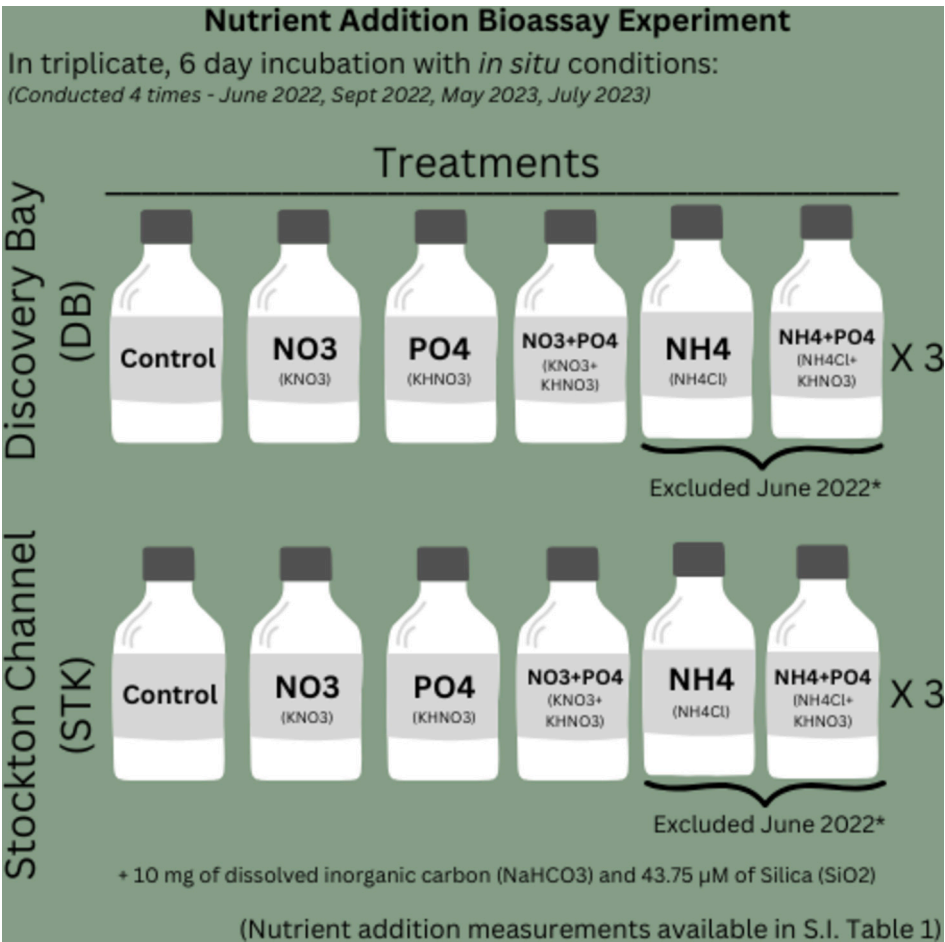 Nutrient Addition Bioassay Experiment
In triplicate, 6 day incubation with in situ conditions:
(Conducted 4 times - June 2022, Sept 2022, May 2023, July 2023)
Treatments
Discovery Bay
(DB)
Control
NO3
(KNO3)
PO4
(KHNO3)
NO3+PO4
(KNO3+
KHNO3)
NH4
(NH4Cl)
NH4+PO4
(NH4Cl+
KHNO3)
X 3
Excluded June 2022*
Stockton Channel
(STK)
Control
NO3
(KNO3)
PO4
(KHNO3)
NO3+PO4
(KNO3+
KHNO3)
NH4
(NH4Cl)
NH4+PO4
(NH4Cl+
KHNO3)
X 3
Excluded June 2022*
+ 10 mg of dissolved inorganic carbon (NaHCO3) and 43.75 µM of Silica (SiO2)
(Nutrient addition measurements available in S.I. Table 1)